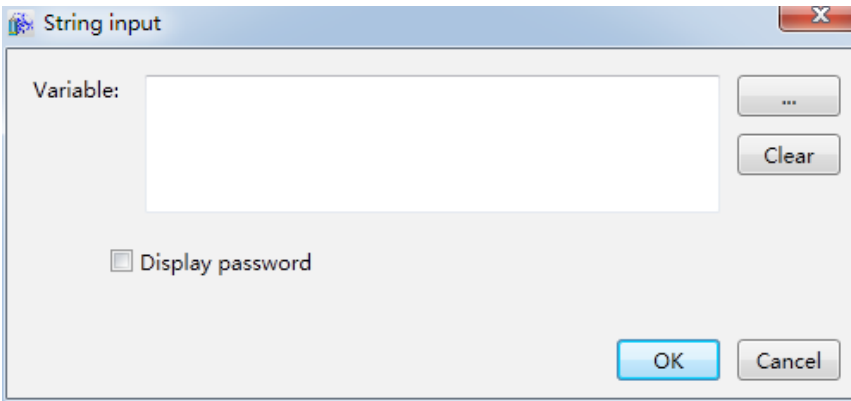 String input
Variable:
...
Clear
Display password
OK
Cancel